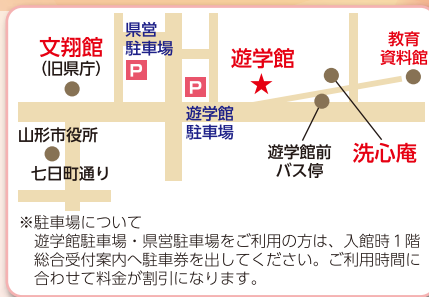 文翔館
（旧県庁）
県営
駐車場
P
P
遊学館
駐車場
遊学館
教育
資料館
山形市役所
七日町通り
遊学館前
バス停
洗心庵
※駐車場について
遊学館駐車場・県営駐車場をご利用の方は、入館時１階
総合受付案内へ駐車券を出してください。ご利用時間に
合わせて料金が割引になります。